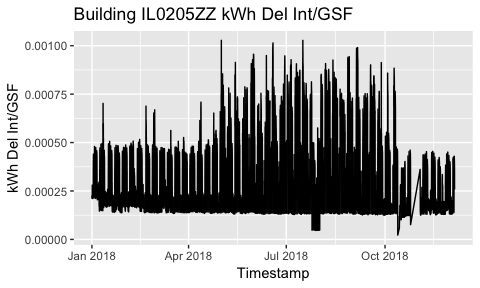 Building IL0205ZZ kWh Del Int/GSF
kWh Del Int/GSF
0.00100
0.00075
0.00050
0.00025
0.00000
Jan 2018
Apr 2018
Jul 2018
Oct 2018
Timestamp